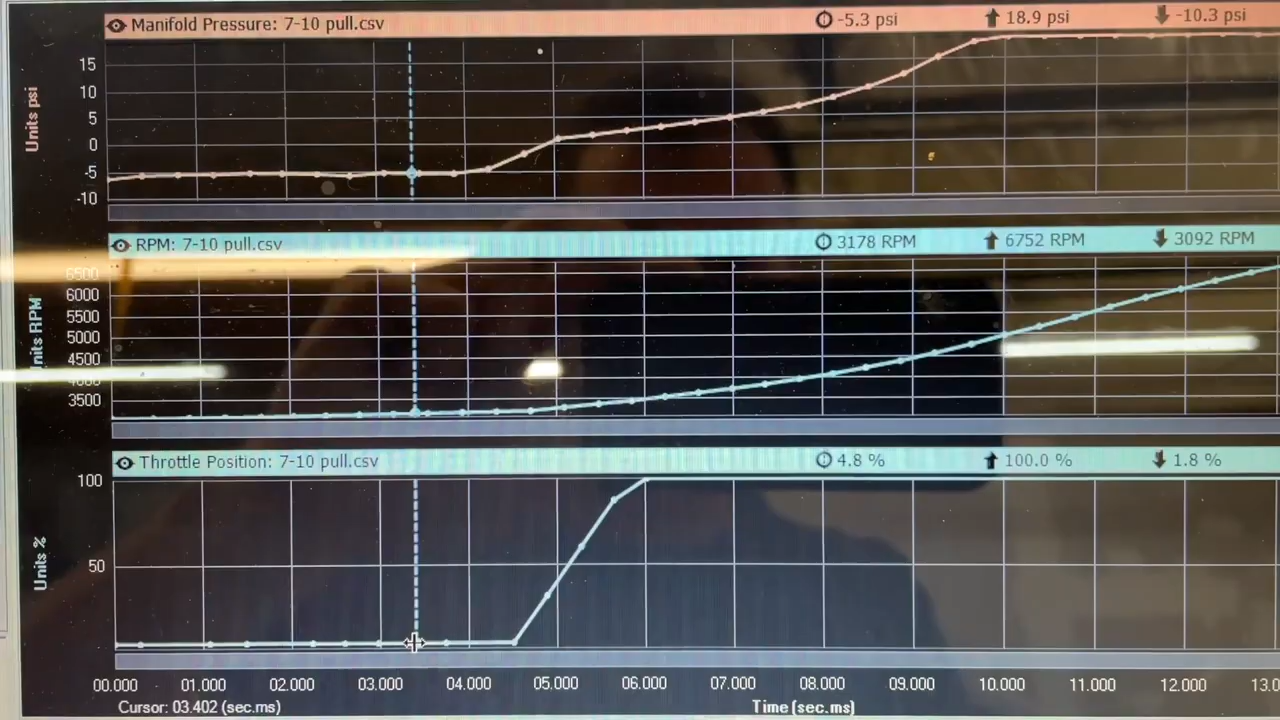 Manifold Pressure: 7-10 pull.csv -5.3 psi 18.9 psi -10.3 psi
15
10
5
0
-5
-10
Units psi
RPM: 7-10 pull.csv 3178 RPM 6752 RPM 3092 RPM
6500
6000
5500
5000
4500
4000
3500
Units RPM
Throttle Position: 7-10 pull.csv 4.8 % 100.0 % 1.8 %
100
50
Units %
00.000 01.000 02.000 03.000 04.000 05.000 06.000 07.000 08.000 09.000 10.000 11.000 12.000 13.0
Cursor: 03.402 (sec.ms) Time (sec.ms)